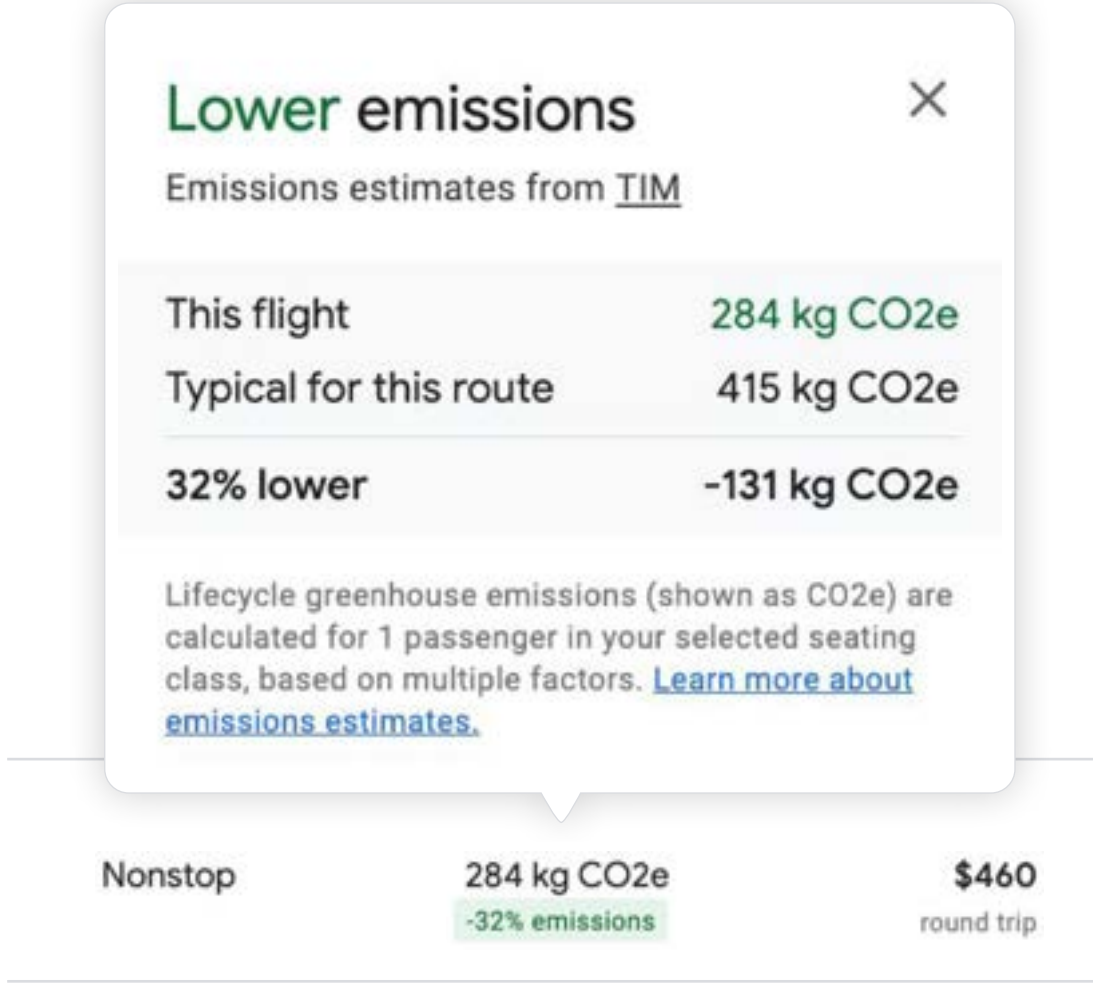 Lower emissions
Emissions estimates from TIM
This flight 284 kg CO2e
Typical for this route 415 kg CO2e
32% lower -131 kg CO2e
Lifecycle greenhouse emissions (shown as CO2e) are
calculated for 1 passenger in your selected seating
class, based on multiple factors. Learn more about
emissions estimates.
Nonstop 284 kg CO2e $460
-32% emissions round trip